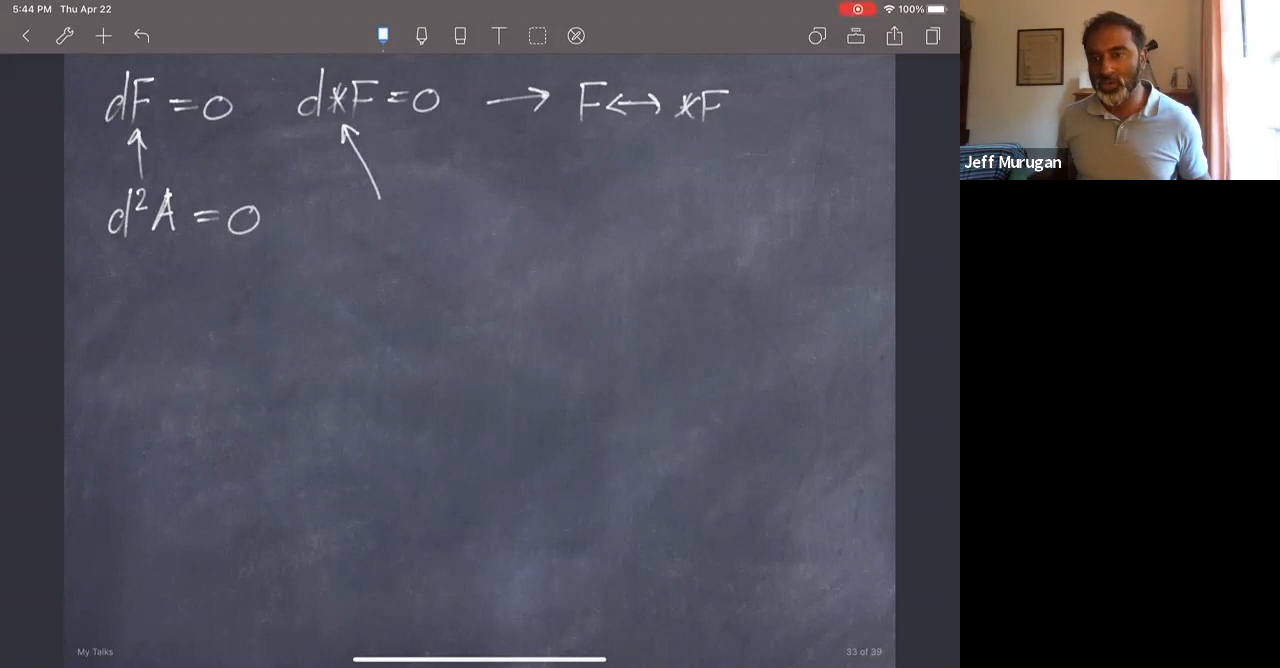 5:44 PM Thu Apr 22
100%
dF = 0 d*F = 0 → F ↔ *F
d²A = 0
Jeff Murugan
My Talks
33 of 39